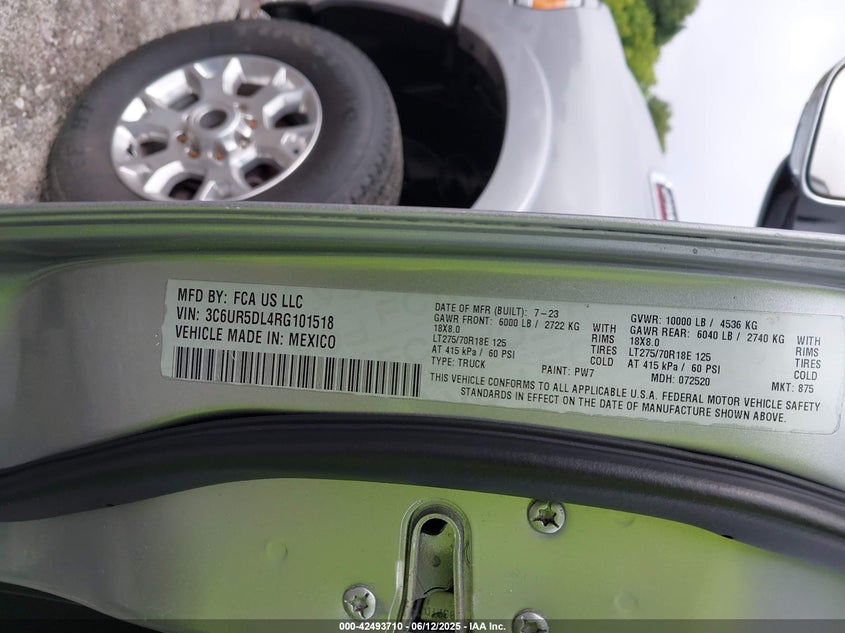 MFD BY: FCA US LLC
VIN: 3C6UR5DL4RG101518
VEHICLE MADE IN: MEXICO
DATE OF MFR (BUILT): 7-23
GAWR FRONT: 6000 LB / 2722 KG WITH
18X8.0 RIMS
LT275/70R18E 125 TIRES
AT 415 kPa / 60 PSI COLD
TYPE: TRUCK PAINT: PW7
GVWR: 10000 LB / 4536 KG
GAWR REAR: 6040 LB / 2740 KG WITH
18X8.0 RIMS
LT275/70R18E 125 TIRES
AT 415 kPa / 60 PSI COLD
MDH: 072520 MKT: 875
THIS VEHICLE CONFORMS TO ALL APPLICABLE U.S.A. FEDERAL MOTOR VEHICLE SAFETY
STANDARDS IN EFFECT ON THE DATE OF MANUFACTURE SHOWN ABOVE.
000-42493710 - 06/12/2025 - IAA Inc.